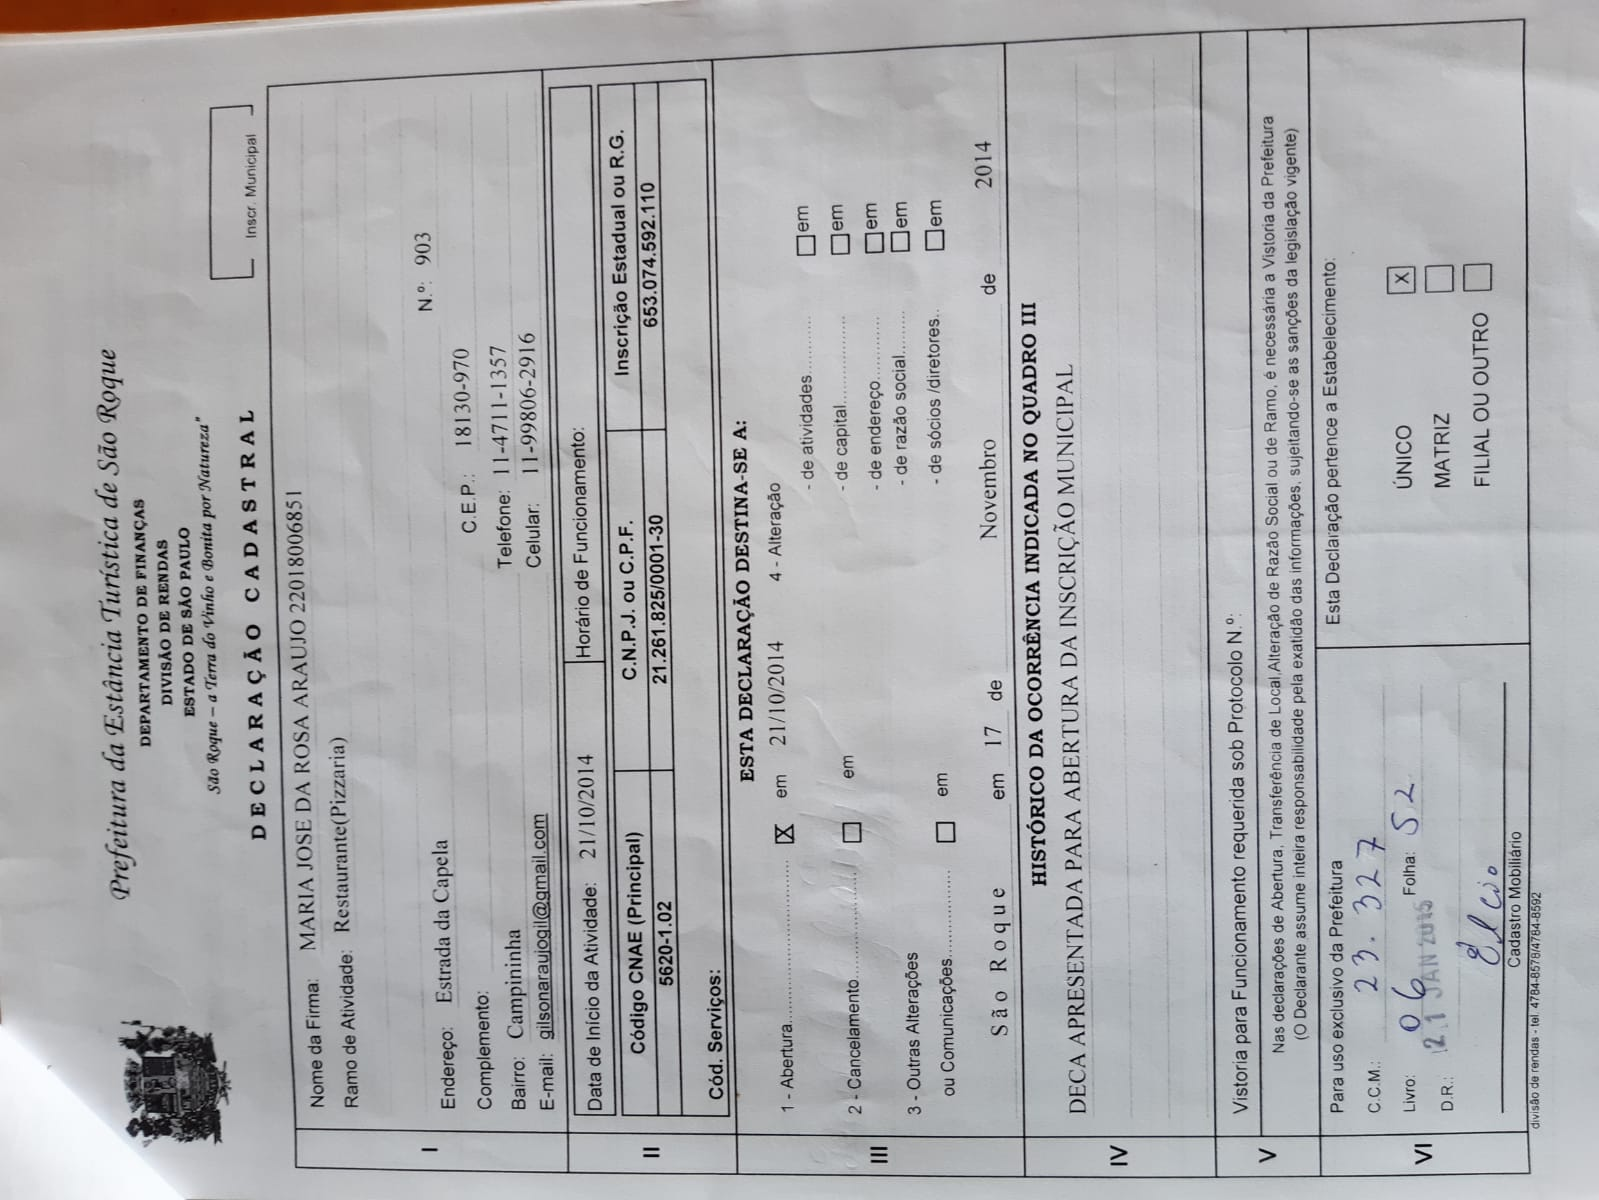 Prefeitura da Estância Turística de São Roque
DEPARTAMENTO DE FINANÇAS
DIVISÃO DE RENDAS
ESTADO DE SÃO PAULO
São Roque – a Terra do Vinho e Bonita por Natureza"
Inscr. Municipal
DECLARAÇÃO CADASTRAL
I
Nome da Firma: MARIA JOSE DA ROSA ARAUJO 22018006851
Ramo de Atividade: Restaurante(Pizzaria)
Endereço: Estrada da Capela N.º: 903
Complemento: C.E.P.: 18130-970
Bairro: Campininha Telefone: 11-4711-1357
E-mail: gilsonaraujogil@gmail.com Celular: 11-99806-2916
II
Data de Início da Atividade: 21/10/2014 Horário de Funcionamento:
Código CNAE (Principal) C.N.P.J. ou C.P.F. Inscrição Estadual ou R.G.
5620-1.02 21.261.825/0001-30 653.074.592.110
Cód. Serviços:
III
ESTA DECLARAÇÃO DESTINA-SE A:
1 - Abertura X em 21/10/2014 4 - Alteração
- de atividades em
2 - Cancelamento em - de capital em
- de endereço em
3 - Outras Alterações - de razão social em
ou Comunicações em - de sócios /diretores em
São Roque em 17 de Novembro de 2014
IV
HISTÓRICO DA OCORRÊNCIA INDICADA NO QUADRO III
DECA APRESENTADA PARA ABERTURA DA INSCRIÇÃO MUNICIPAL
V
Vistoria para Funcionamento requerida sob Protocolo N.º:
Nas declarações de Abertura, Transferência de Local,Alteração de Razão Social ou de Ramo, é necessária a Vistoria da Prefeitura
(O Declarante assume inteira responsabilidade pela exatidão das informações, sujeitando-se as sanções da legislação vigente)
VI
Para uso exclusivo da Prefeitura Esta Declaração pertence a Estabelecimento:
C.C.M.: 23.327 ÚNICO X
Livro: 06 Folha: 52 MATRIZ
D.R.: 21 JAN 2015 FILIAL OU OUTRO
Elcio
Cadastro Mobiliário
divisão de rendas - tel. 4784-8578/4784-8592